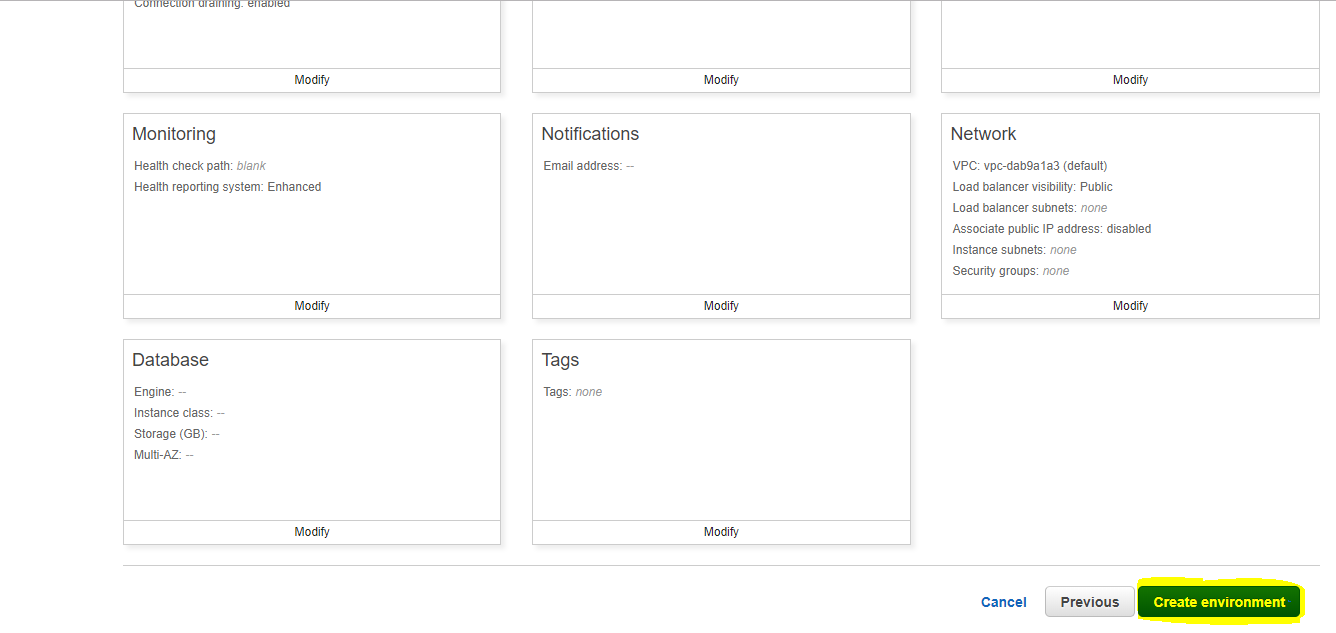 Connection draining: enabled
Modify
Modify
Modify
Monitoring
Health check path: blank
Health reporting system: Enhanced
Modify
Notifications
Email address: --
Modify
Network
VPC: vpc-dab9a1a3 (default)
Load balancer visibility: Public
Load balancer subnets: none
Associate public IP address: disabled
Instance subnets: none
Security groups: none
Modify
Database
Engine: --
Instance class: --
Storage (GB): --
Multi-AZ: --
Modify
Tags
Tags: none
Modify
Cancel
Previous
Create environment